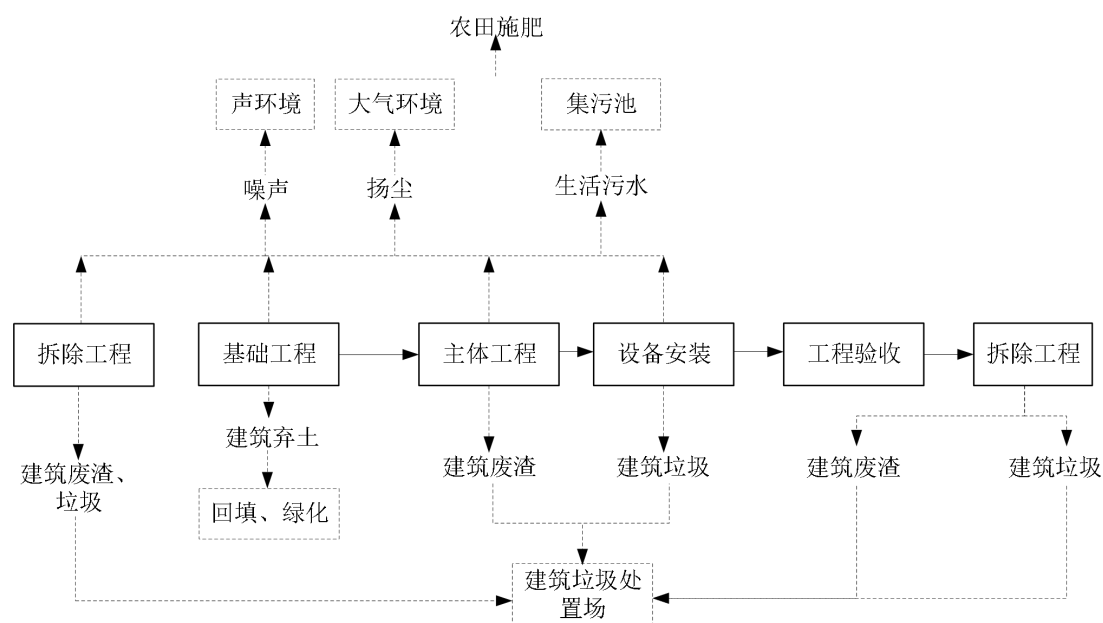 农田施肥
声环境
大气环境
集污池
噪声
扬尘
生活污水
拆除工程
基础工程
主体工程
设备安装
工程验收
拆除工程
建筑弃土
建筑废渣、
垃圾
建筑废渣
建筑垃圾
建筑废渣
建筑垃圾
回填、绿化
建筑垃圾处
置场